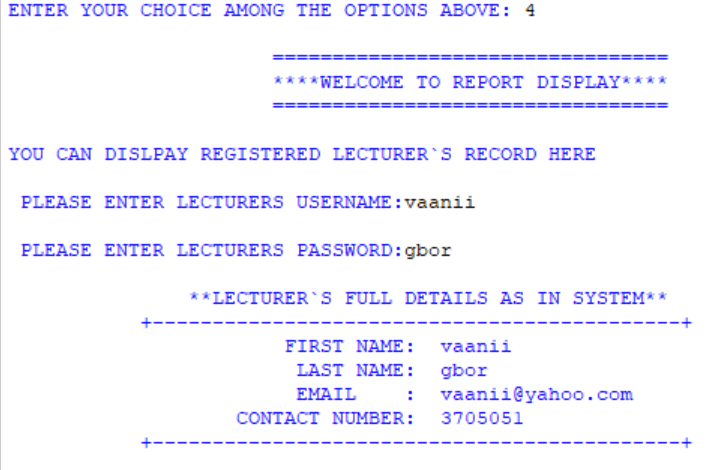 ENTER YOUR CHOICE AMONG THE OPTIONS ABOVE: 4
=================================
****WELCOME TO REPORT DISPLAY****
=================================
YOU CAN DISLPAY REGISTERED LECTURER`S RECORD HERE
PLEASE ENTER LECTURERS USERNAME:vaanii
PLEASE ENTER LECTURERS PASSWORD:gbor
**LECTURER`S FULL DETAILS AS IN SYSTEM**
+--------------------------------------------+
FIRST NAME: vaanii
LAST NAME: gbor
EMAIL : vaanii@yahoo.com
CONTACT NUMBER: 3705051
+--------------------------------------------+